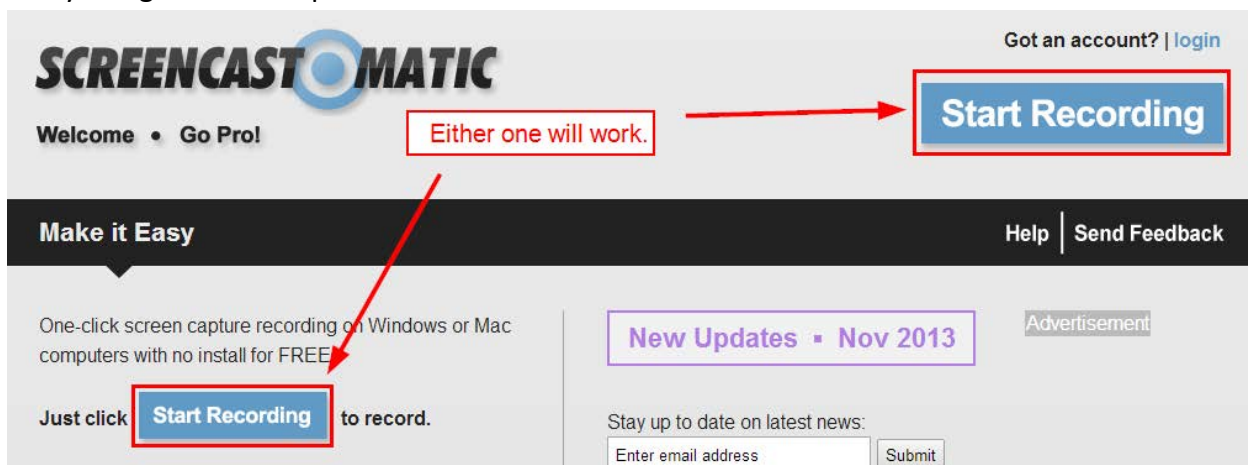 SCREENCAST MATIC
Got an account? | login
Start Recording
Welcome • Go Pro!
Either one will work.
Make it Easy
Help | Send Feedback
One-click screen capture recording on Windows or Mac
computers with no install for FREE
New Updates ▪ Nov 2013
Advertisement
Just click Start Recording to record.
Stay up to date on latest news:
Enter email address Submit